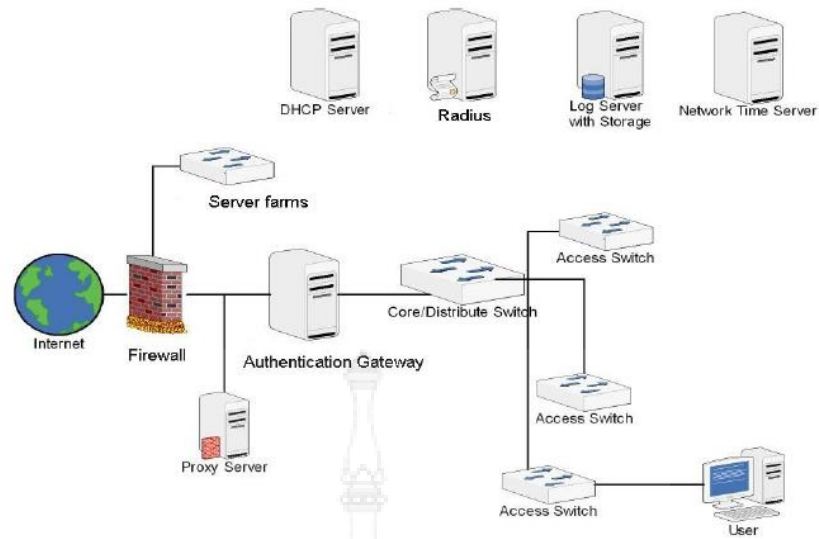 DHCP Server
Radius
Log Server
with Storage
Network Time Server
Server farms
Access Switch
Internet
Firewall
Core/Distribute Switch
Authentication Gateway
Access Switch
Proxy Server
Access Switch
User